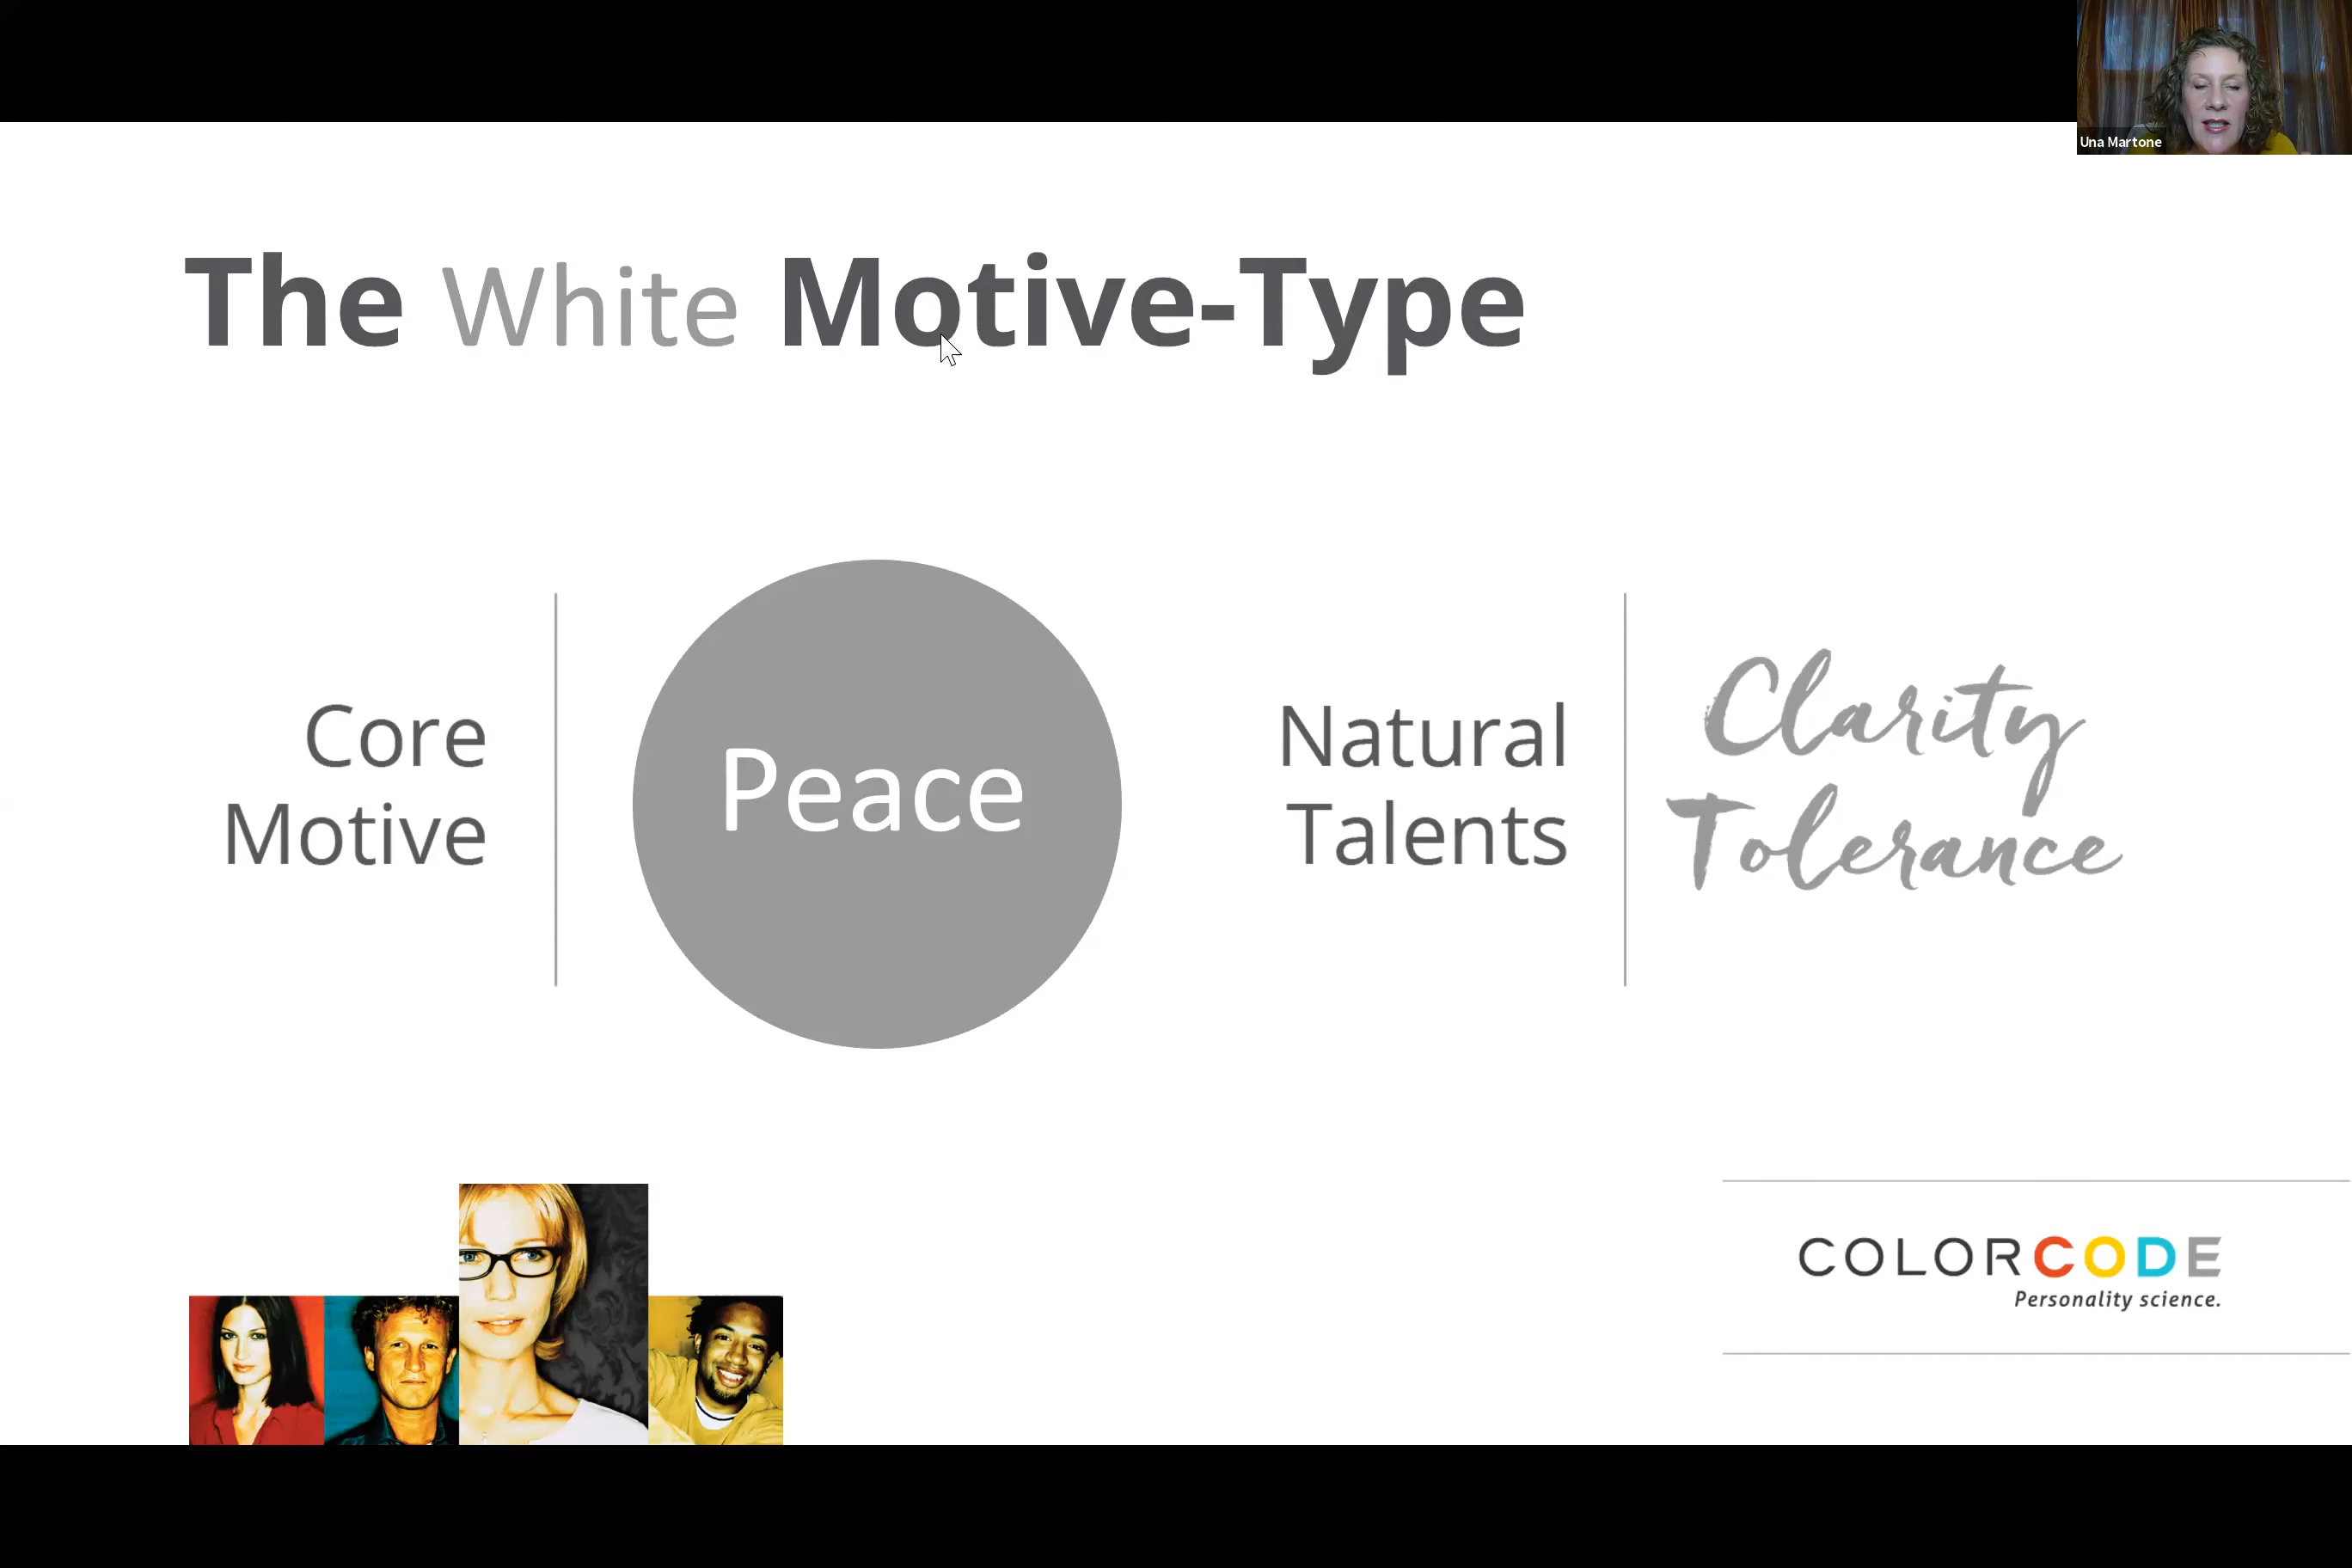 Una Martone
The White Motive-Type
Core
Motive
Peace
Natural
Talents
Clarity
Tolerance
COLORCODE
Personality science.